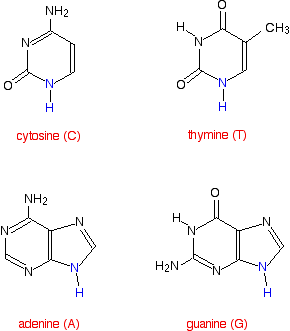 NH₂
N
O
N
H
cytosine (C)
O
H
N
CH₃
O
N
H
thymine (T)
NH₂
N
N
N
N
H
adenine (A)
O
H
N
N
H₂N
N
N
H
guanine (G)